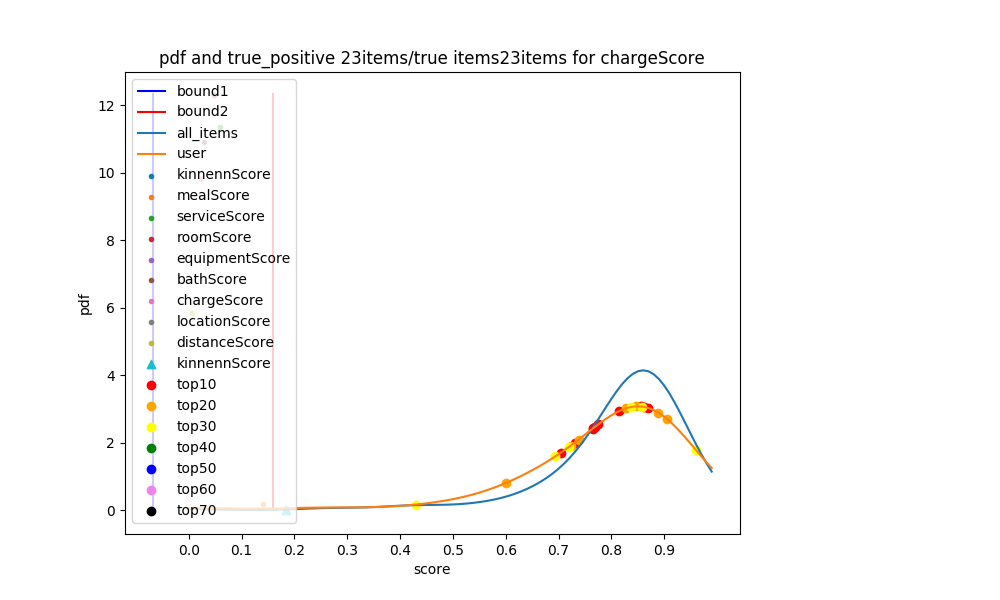 pdf and true_positive 23items/true items23items for chargeScore
bound1
bound2
all_items
user
kinnennScore
mealScore
serviceScore
roomScore
equipmentScore
bathScore
chargeScore
locationScore
distanceScore
kinnennScore
top10
top20
top30
top40
top50
top60
top70
12
10
8
6
4
2
0
pdf
0.0 0.1 0.2 0.3 0.4 0.5 0.6 0.7 0.8 0.9
score